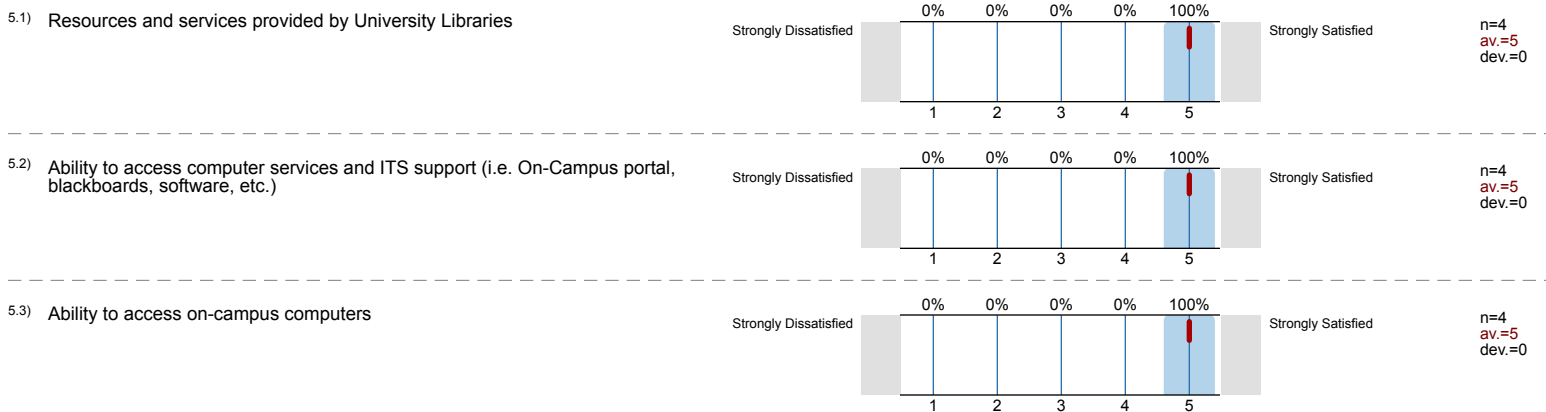 5.1) Resources and services provided by University Libraries
0% 0% 0% 0% 100%
Strongly Dissatisfied
Strongly Satisfied
n=4
av.=5
dev.=0
1 2 3 4 5
5.2) Ability to access computer services and ITS support (i.e. On-Campus portal,
blackboards, software, etc.)
0% 0% 0% 0% 100%
Strongly Dissatisfied
Strongly Satisfied
n=4
av.=5
dev.=0
1 2 3 4 5
5.3) Ability to access on-campus computers
0% 0% 0% 0% 100%
Strongly Dissatisfied
Strongly Satisfied
n=4
av.=5
dev.=0
1 2 3 4 5